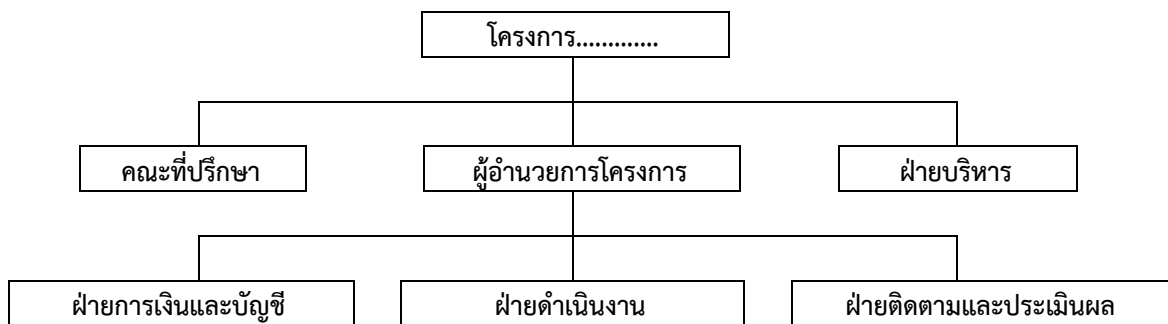 โครงการ.............
คณะที่ปรึกษา
ผู้อำนวยการโครงการ
ฝ่ายบริหาร
ฝ่ายการเงินและบัญชี
ฝ่ายดำเนินงาน
ฝ่ายติดตามและประเมินผล